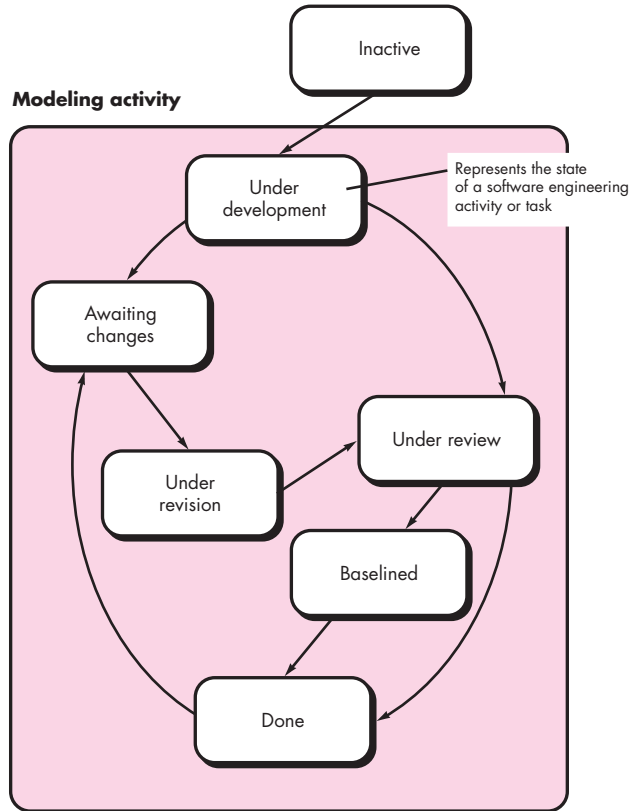 Inactive
Modeling activity
Under
development
Represents the state
of a software engineering
activity or task
Awaiting
changes
Under review
Under
revision
Baselined
Done